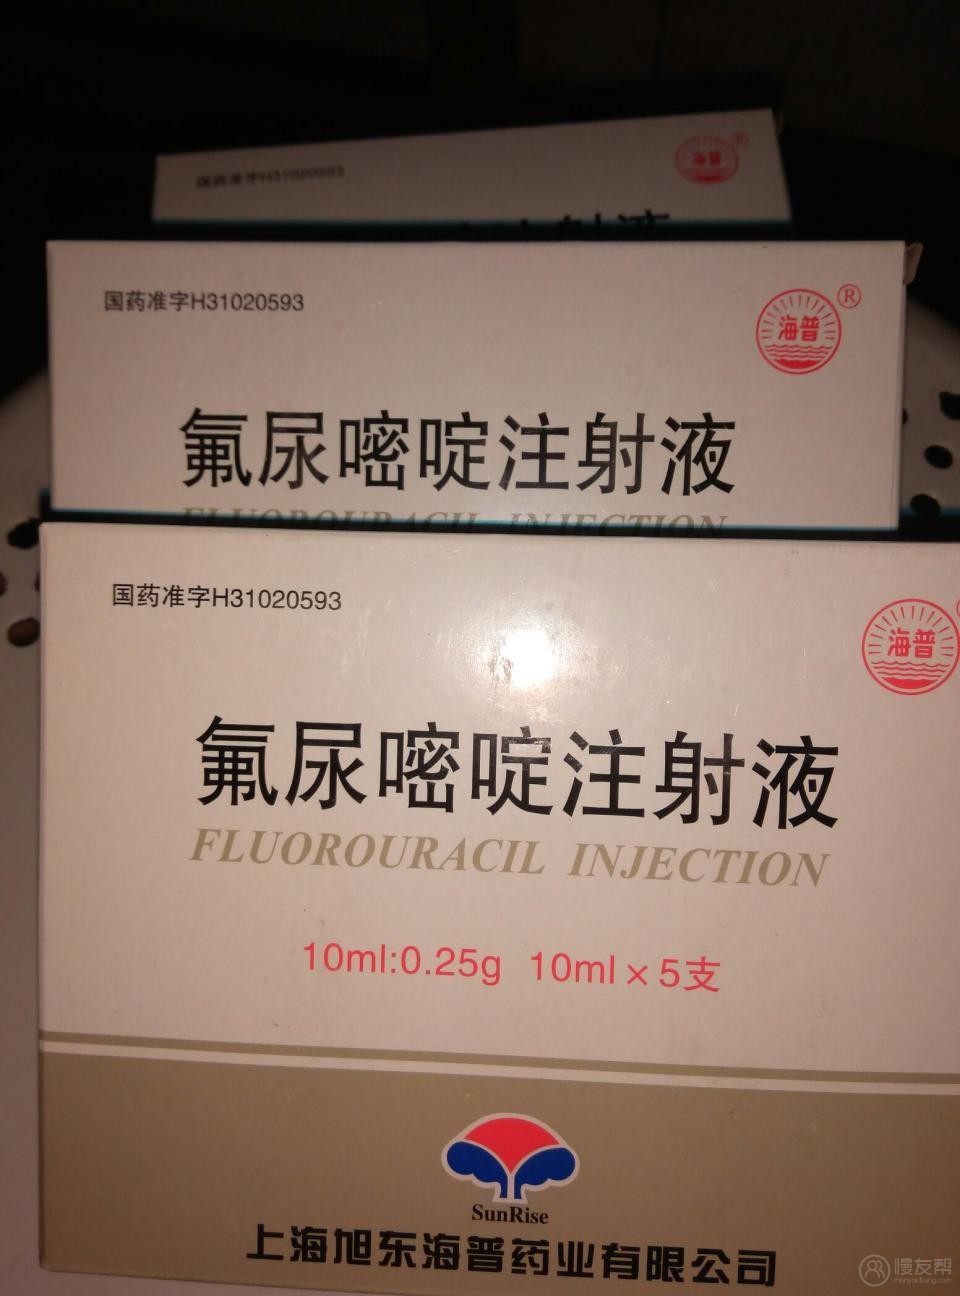 国药准字H31020593
海普
®
国药准字H31020593
海普
®
氟尿嘧啶注射液
FLUOROURACIL INJECTION
国药准字H31020593
海普
氟尿嘧啶注射液
FLUOROURACIL INJECTION
10ml:0.25g 10ml×5支
SunRise
上海旭东海普药业有限公司
慢友帮
manyoubang.com